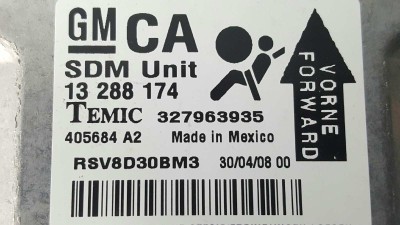 GM CA
SDM Unit
13 288 174
TEMIC 327963935
405684 A2 Made in Mexico
RSV8D30BM3 30/04/08 00
VORNE
FORWARD